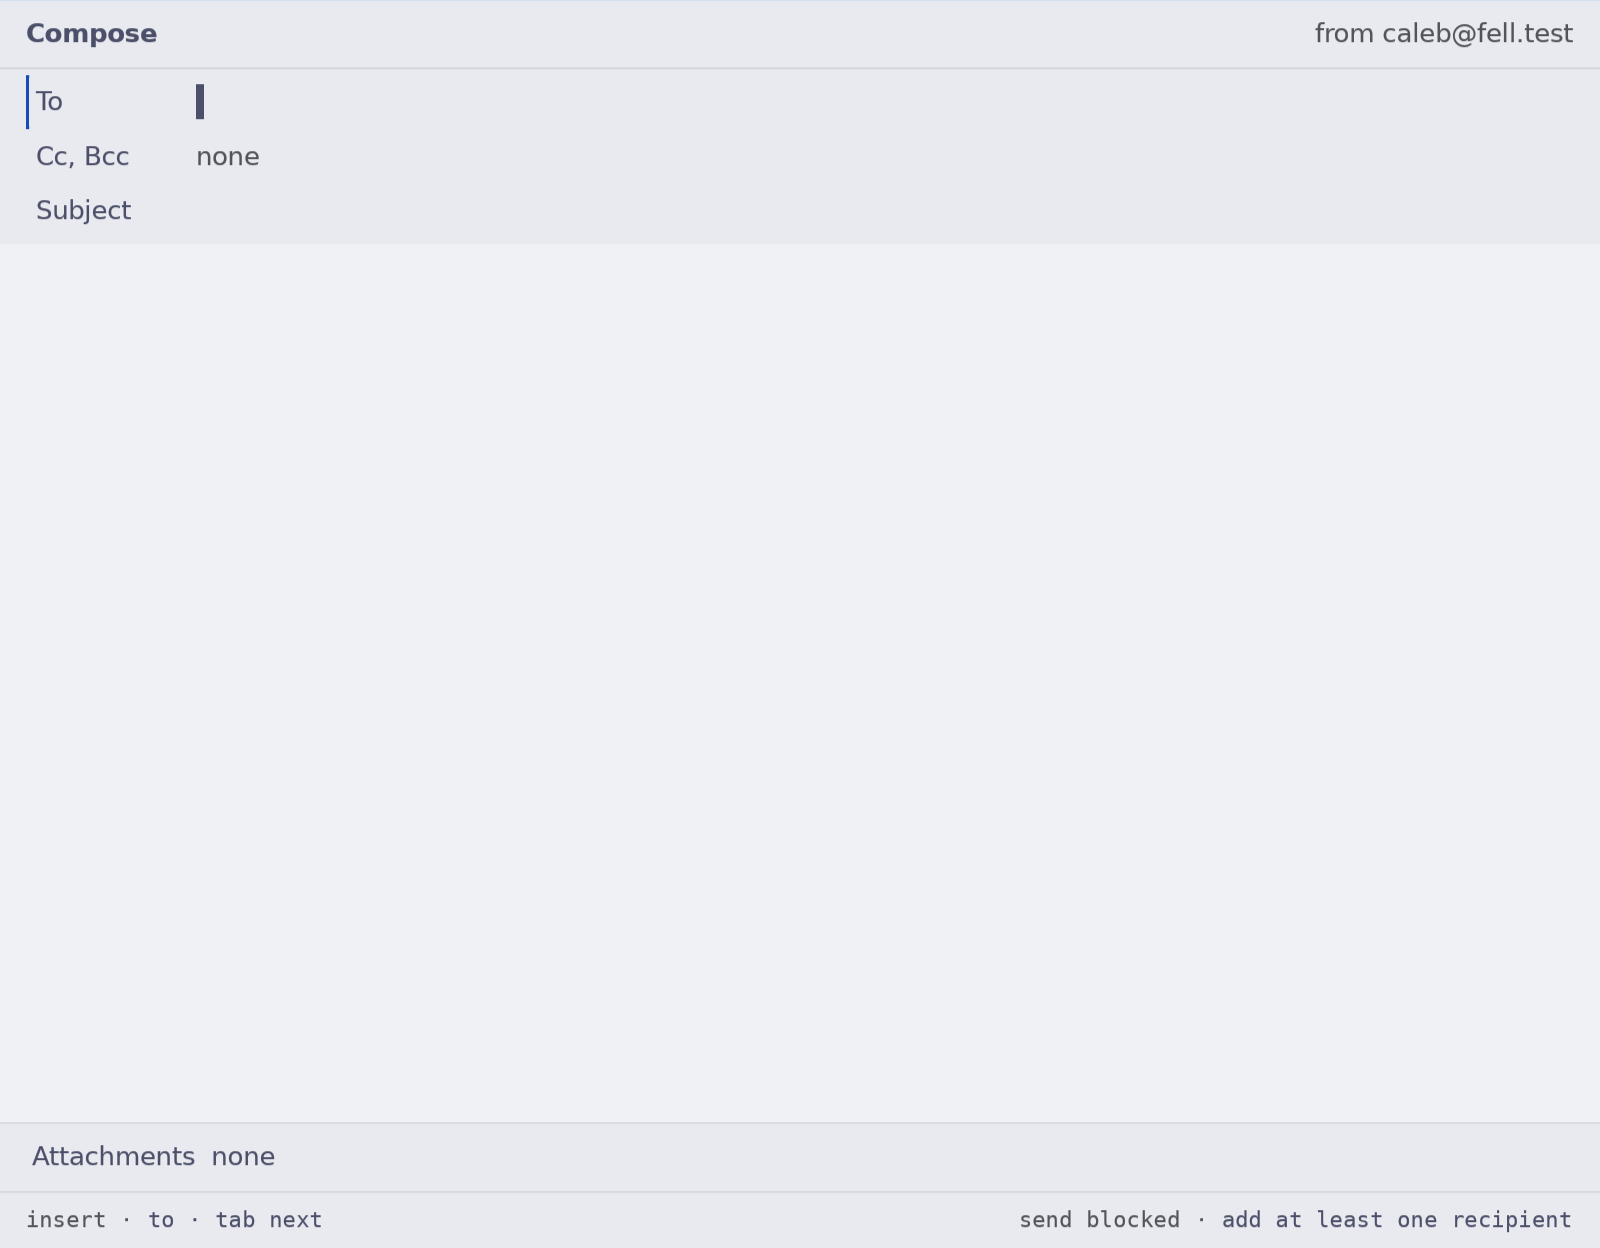 Compose
from caleb@fell.test
To
Cc, Bcc none
Subject
Attachments none
insert · to · tab next
send blocked · add at least one recipient